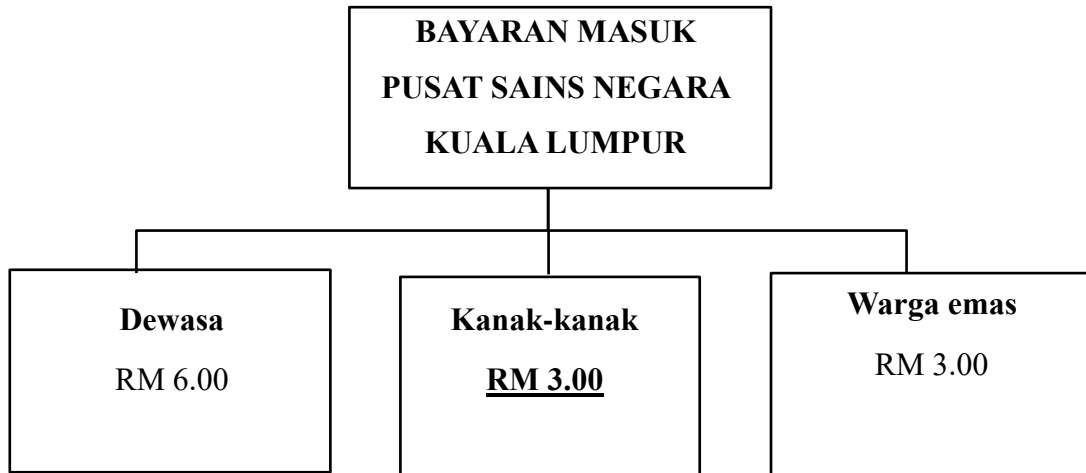 BAYARAN MASUK
PUSAT SAINS NEGARA
KUALA LUMPUR
Dewasa
RM 6.00
Kanak-kanak
RM 3.00
Warga emas
RM 3.00